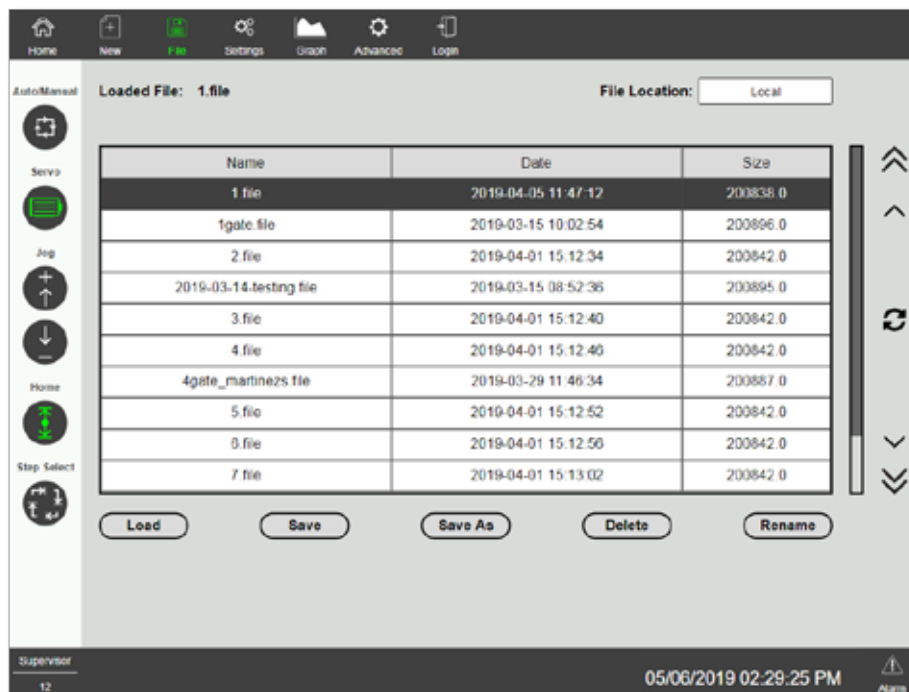 Home New File Settings Graph Advanced Login
Auto/Manual
Loaded File: 1.file File Location: Local
Servo
Name Date Size
1.file 2019-04-05 11:47:12 200838.0
1gate.file 2019-03-15 10:02:54 200896.0
Jog
2.file 2019-04-01 15:12:34 200842.0
2019-03-14-testing.file 2019-03-15 08:52:36 200895.0
3.file 2019-04-01 15:12:40 200842.0
4.file 2019-04-01 15:12:46 200842.0
Home
4gate_martinezs.file 2019-03-29 11:46:34 200887.0
5.file 2019-04-01 15:12:52 200842.0
6.file 2019-04-01 15:12:56 200842.0
Step Select
7.file 2019-04-01 15:13:02 200842.0
Load Save Save As Delete Rename
Supervisor
12
05/06/2019 02:29:25 PM
Alarm